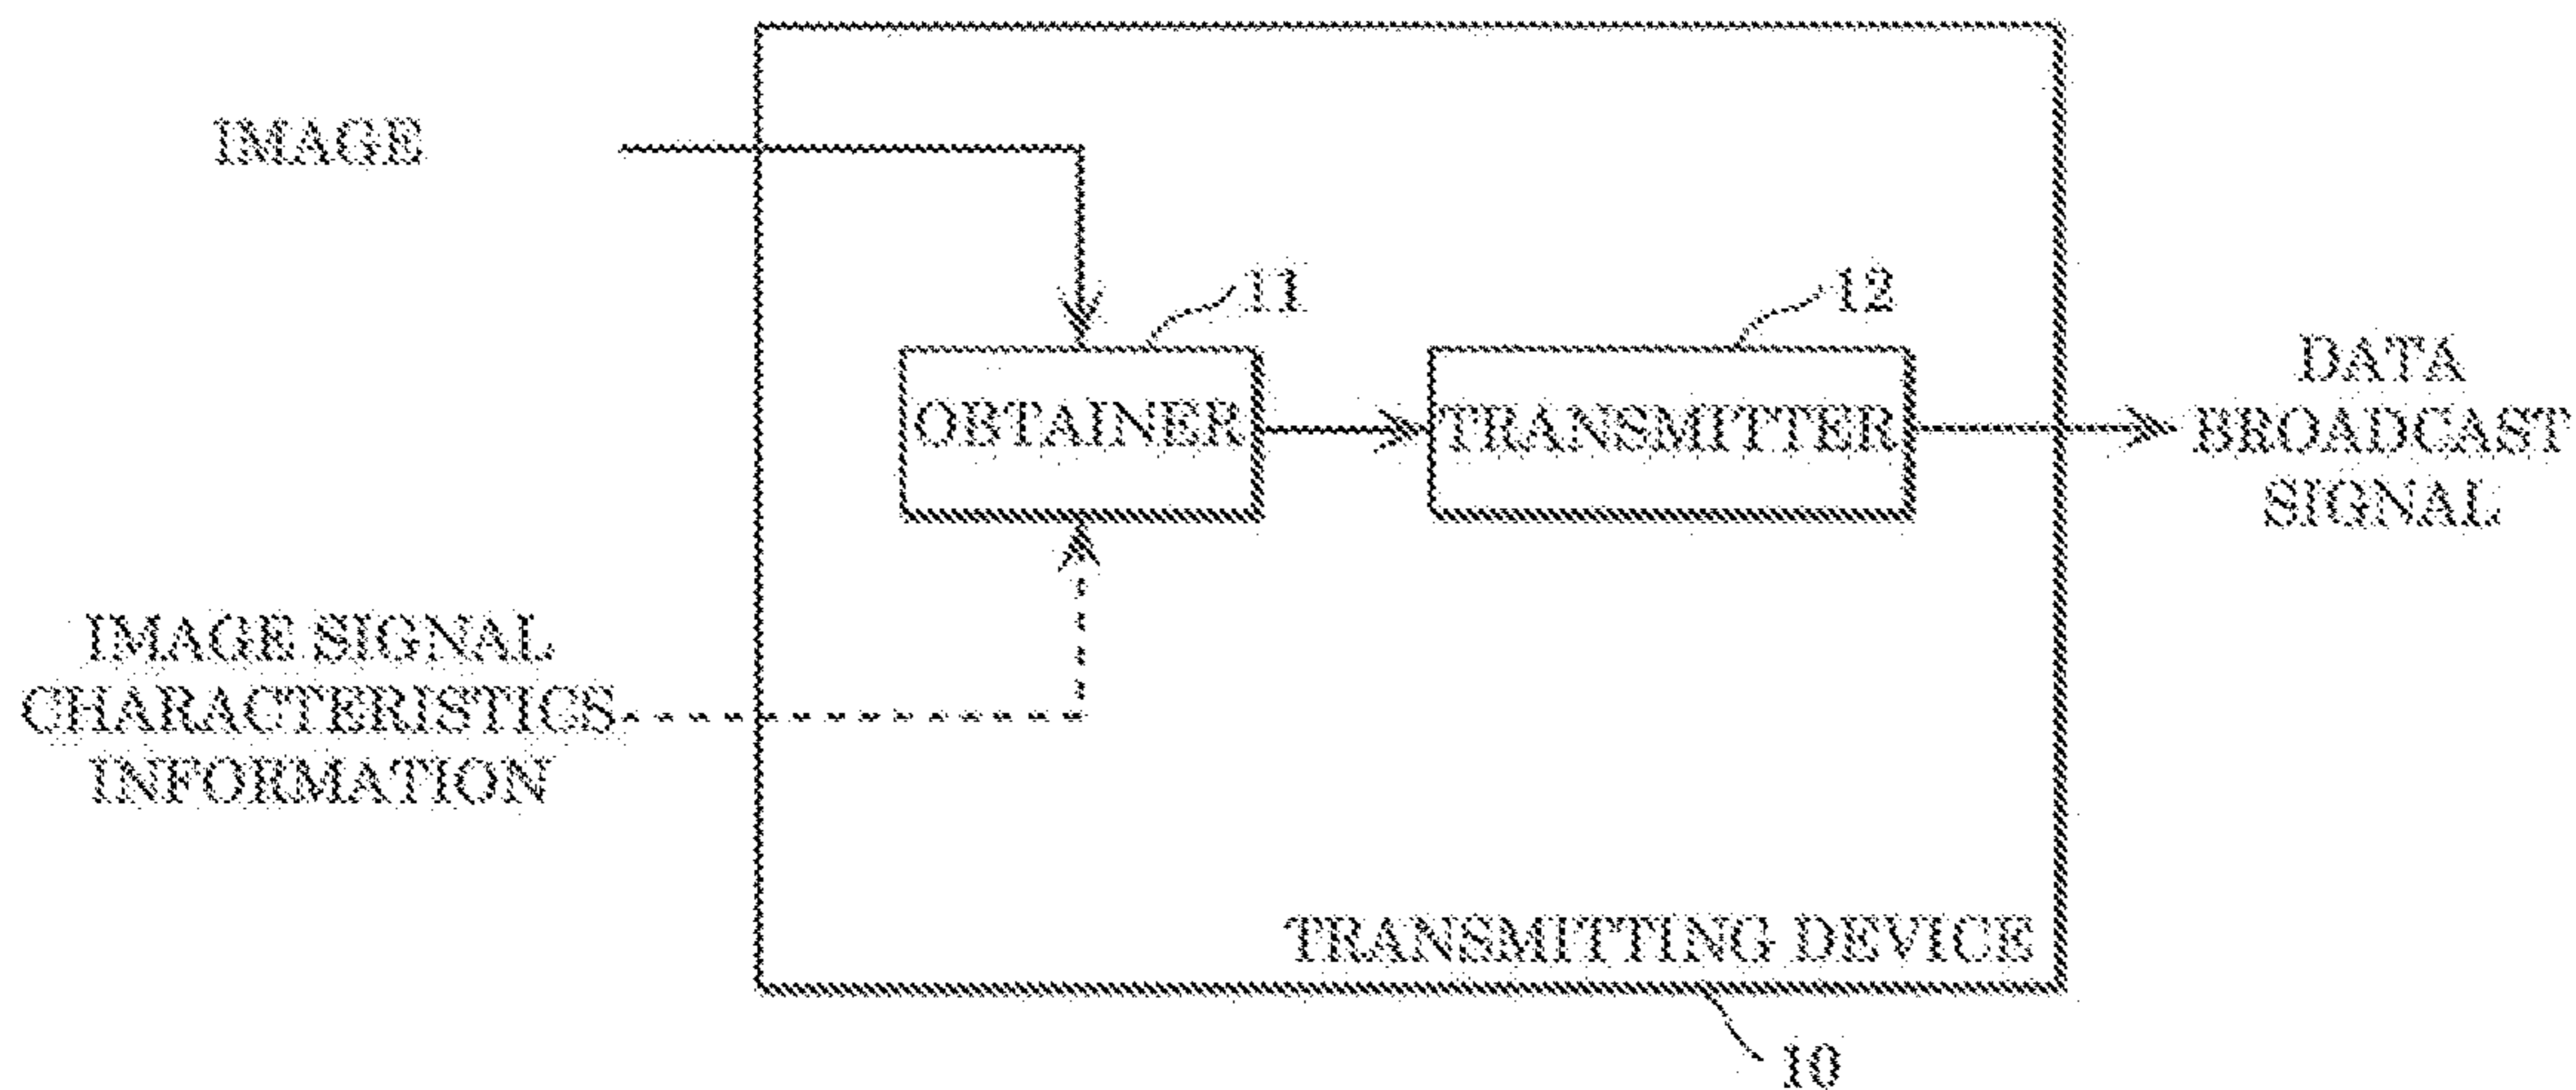 IMAGE
11
12
OBTAINER
TRANSMITTER
DATA
BROADCAST
SIGNAL
IMAGE SIGNAL
CHARACTERISTICS
INFORMATION
TRANSMITTING DEVICE
10